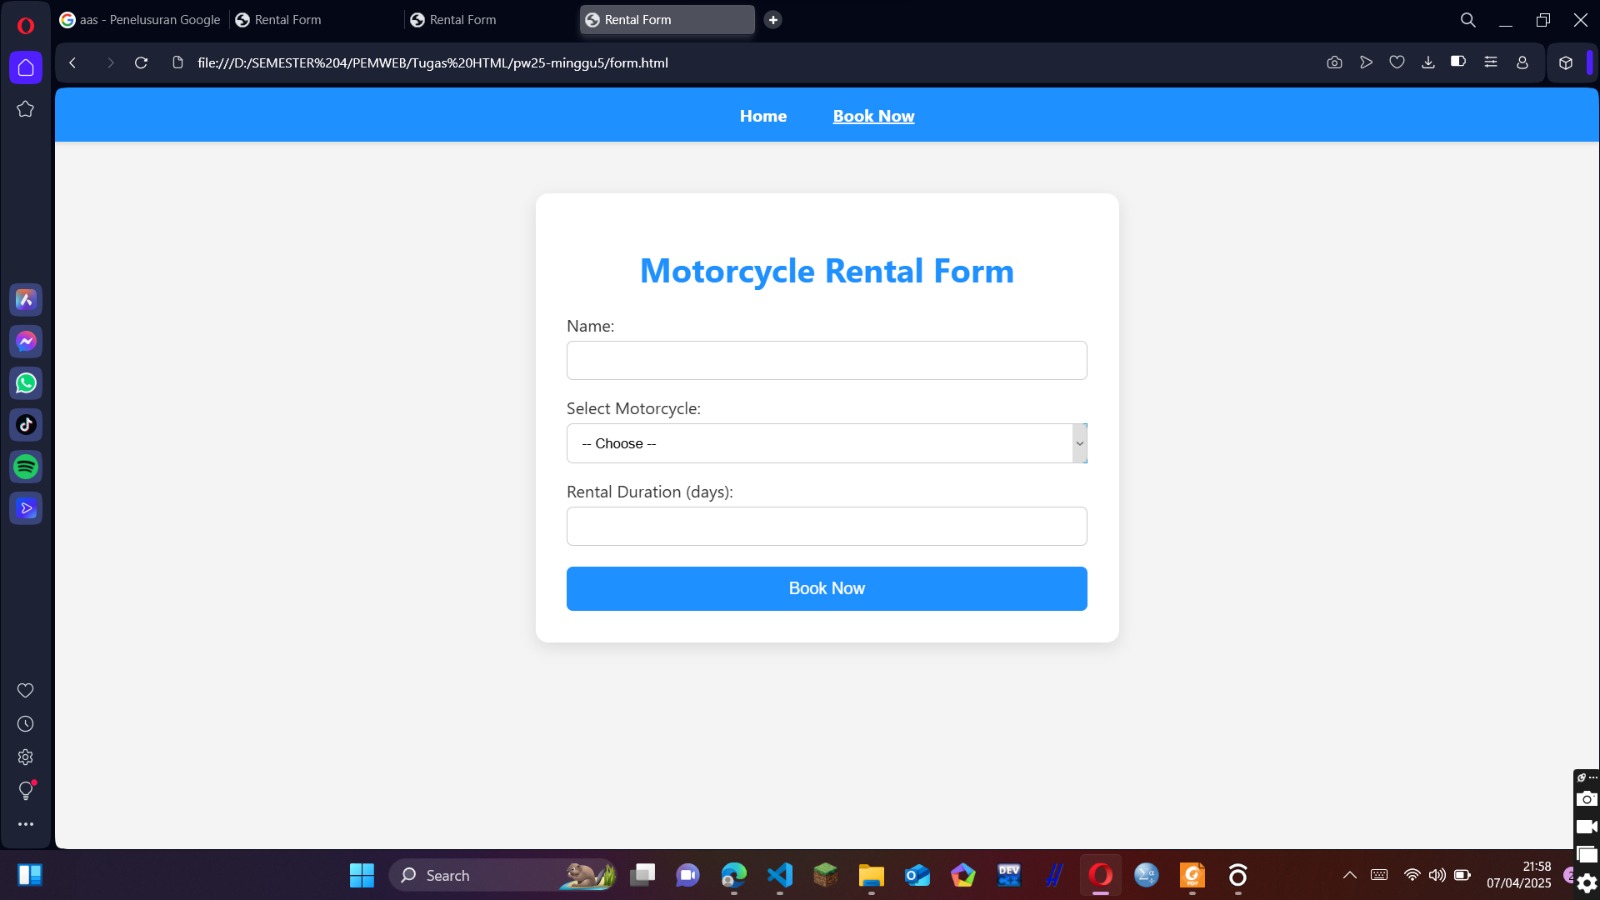 aas - Penelusuran Google
Rental Form
Rental Form
Rental Form
file:///D:/SEMESTER%204/PEMWEB/Tugas%20HTML/pw25-minggu5/form.html
Home
Book Now
Motorcycle Rental Form
Name:
Select Motorcycle:
-- Choose --
Rental Duration (days):
Book Now
Search
DEV
21:58
07/04/2025